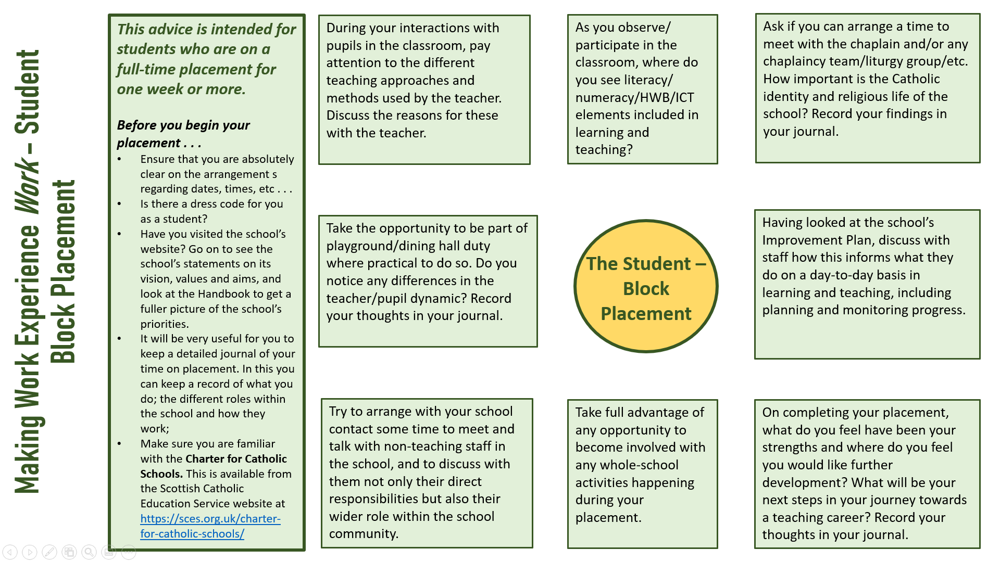 Making Work Experience Work – Student
Block Placement
This advice is intended for
students who are on a
full-time placement for
one week or more.
Before you begin your
placement . . .
• Ensure that you are absolutely
clear on the arrangement s
regarding dates, times, etc . . .
• Is there a dress code for you
as a student?
• Have you visited the school’s
website? Go on to see the
school’s statements on its
vision, values and aims, and
look at the Handbook to get a
fuller picture of the school’s
priorities.
• It will be very useful for you to
keep a detailed journal of your
time on placement. In this you
can keep a record of what you
do; the different roles within
the school and how they
work;
• Make sure you are familiar
with the Charter for Catholic
Schools. This is available from
the Scottish Catholic
Education Service website at
https://sces.org.uk/charter-
for-catholic-schools/
During your interactions with
pupils in the classroom, pay
attention to the different
teaching approaches and
methods used by the teacher.
Discuss the reasons for these
with the teacher.
As you observe/
participate in the
classroom, where do
you see literacy/
numeracy/HWB/ICT
elements included in
learning and
teaching?
Ask if you can arrange a time to
meet with the chaplain and/or any
chaplaincy team/liturgy group/etc.
How important is the Catholic
identity and religious life of the
school? Record your findings in
your journal.
Take the opportunity to be part of
playground/dining hall duty
where practical to do so. Do you
notice any differences in the
teacher/pupil dynamic? Record
your thoughts in your journal.
The Student –
Block
Placement
Having looked at the school’s
Improvement Plan, discuss with
staff how this informs what they
do on a day-to-day basis in
learning and teaching, including
planning and monitoring progress.
Try to arrange with your school
contact some time to meet and
talk with non-teaching staff in
the school, and to discuss with
them not only their direct
responsibilities but also their
wider role within the school
community.
Take full advantage of
any opportunity to
become involved with
any whole-school
activities happening
during your
placement.
On completing your placement,
what do you feel have been your
strengths and where do you feel
you would like further
development? What will be your
next steps in your journey towards
a teaching career? Record your
thoughts in your journal.